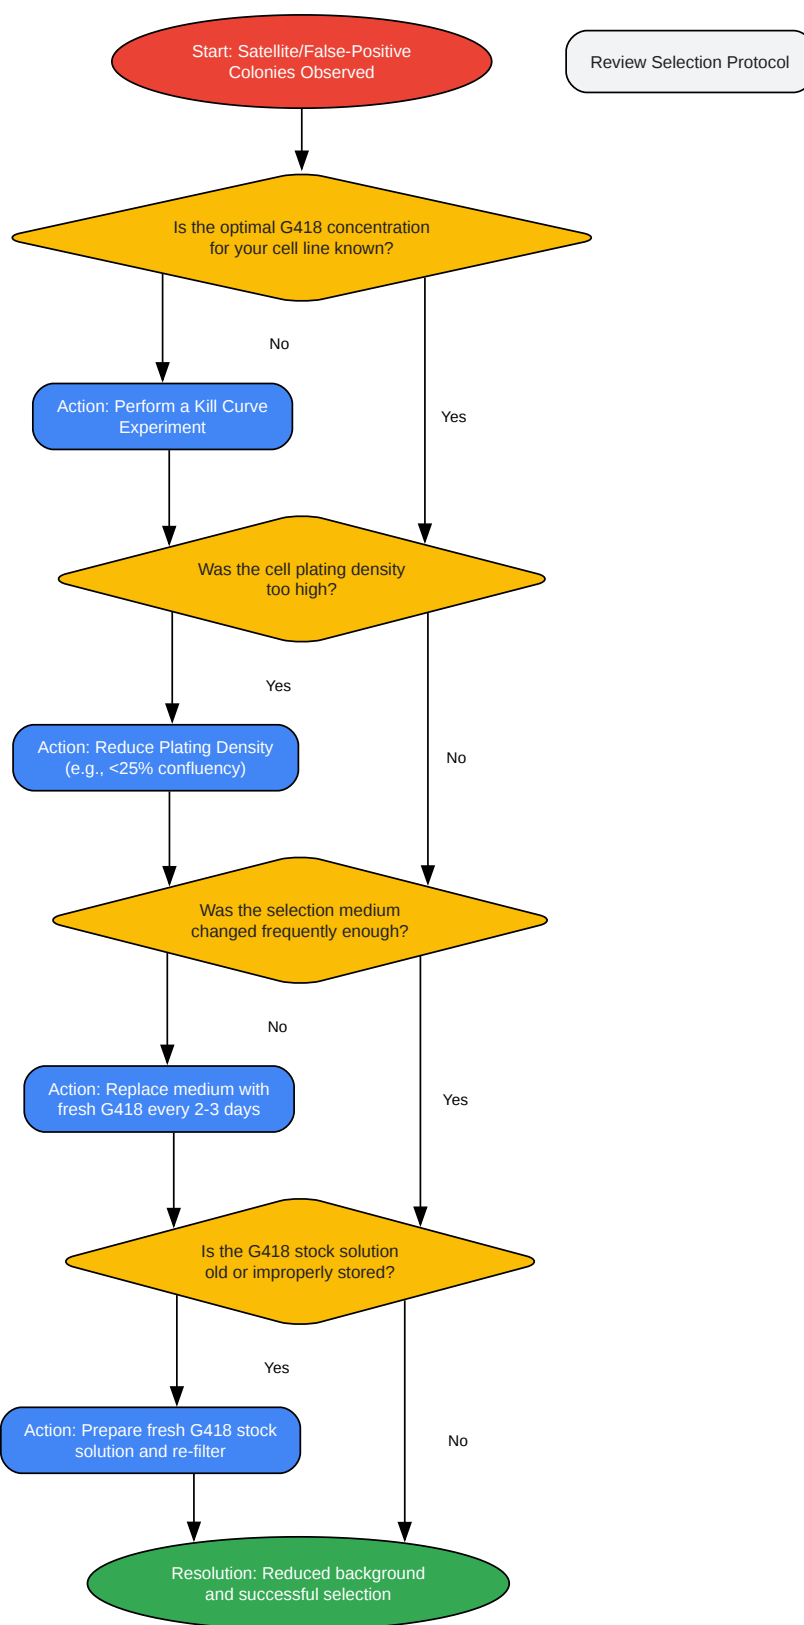 Start: Satellite/False-Positive
Colonies Observed
Review Selection Protocol
Is the optimal G418 concentration
for your cell line known?
No
Action: Perform a Kill Curve
Experiment
Yes
Was the cell plating density
too high?
Yes
Action: Reduce Plating Density
(e.g., <25% confluency)
No
Was the selection medium
changed frequently enough?
No
Action: Replace medium with
fresh G418 every 2-3 days
Yes
Is the G418 stock solution
old or improperly stored?
Yes
Action: Prepare fresh G418 stock
solution and re-filter
No
Resolution: Reduced background
and successful selection